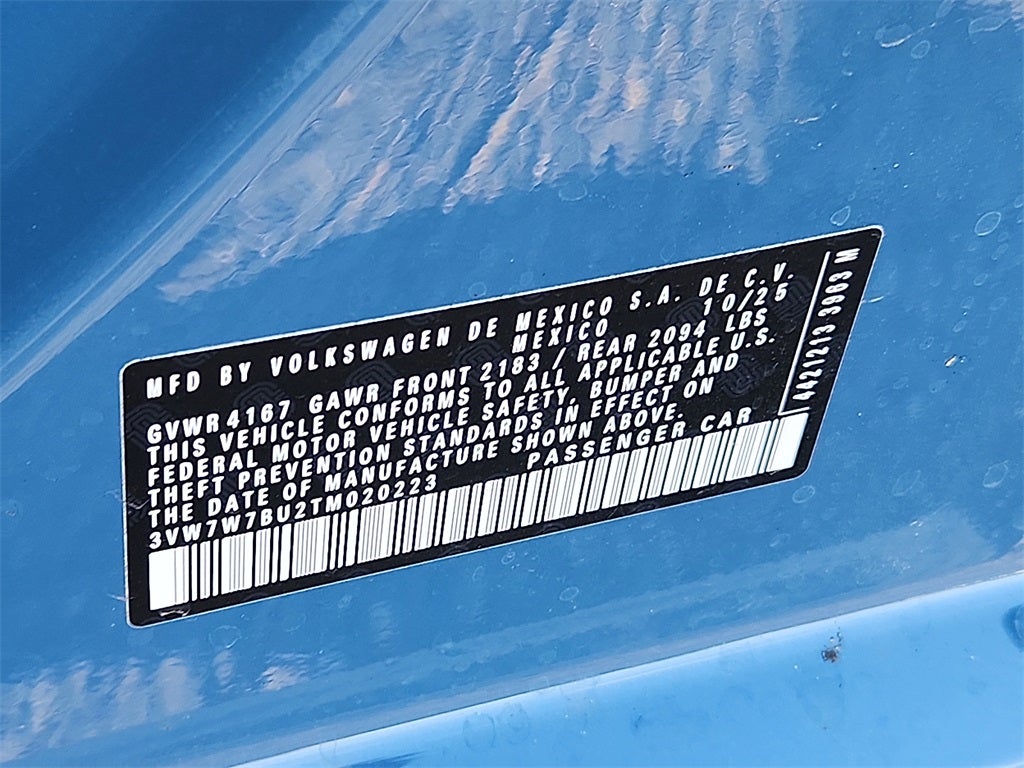 MFD BY VOLKSWAGEN DE MEXICO S.A. DE C.V.
MEXICO 10/25
GVWR 4167 GAWR FRONT 2183 / REAR 2094 LBS
THIS VEHICLE CONFORMS TO ALL APPLICABLE U.S.
FEDERAL MOTOR VEHICLE SAFETY, BUMPER AND
THEFT PREVENTION STANDARDS IN EFFECT ON
THE DATE OF MANUFACTURE SHOWN ABOVE.
3VW7W7BU2TM020223 PASSENGER CAR
4421213 3903 M